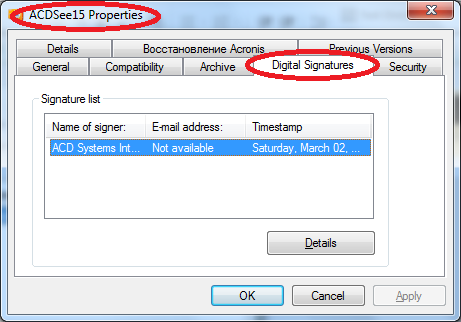 ACDSee15 Properties
Details Восстановление Acronis Previous Versions
General Compatibility Archive Digital Signatures Security
Signature list
Name of signer: E-mail address: Timestamp
ACD Systems Int... Not available Saturday, March 02, ...
Details
OK Cancel Apply